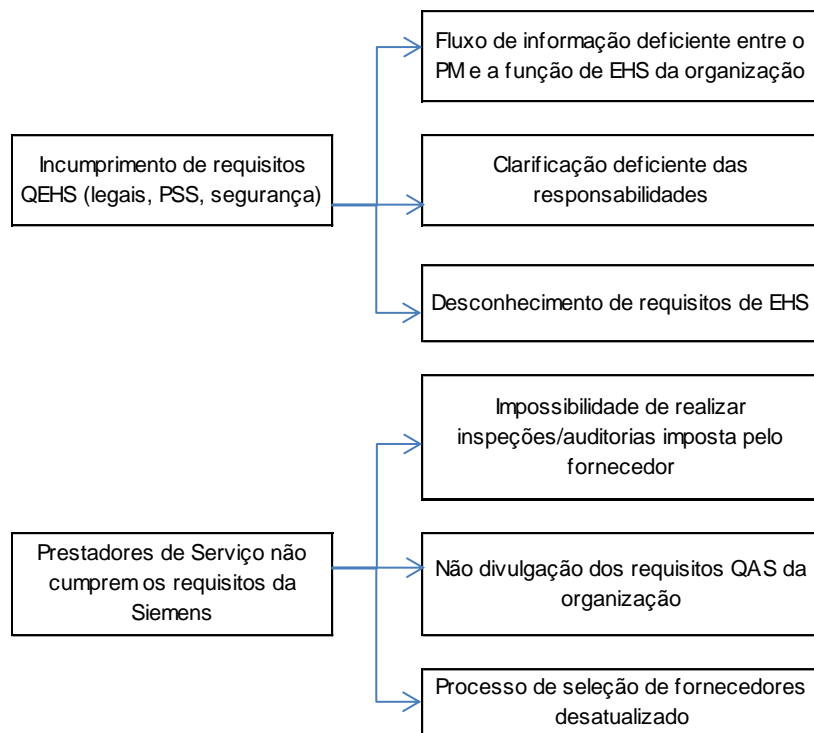 Fluxo de informação deficiente entre o
PM e a função de EHS da organização
Incumprimento de requisitos
QEHS (legais, PSS, segurança)
Clarificação deficiente das
responsabilidades
Desconhecimento de requisitos de EHS
Impossibilidade de realizar
inspeções/auditorias imposta pelo
fornecedor
Prestadores de Serviço não
cumprem os requisitos da
Siemens
Não divulgação dos requisitos QAS da
organização
Processo de seleção de fornecedores
desatualizado